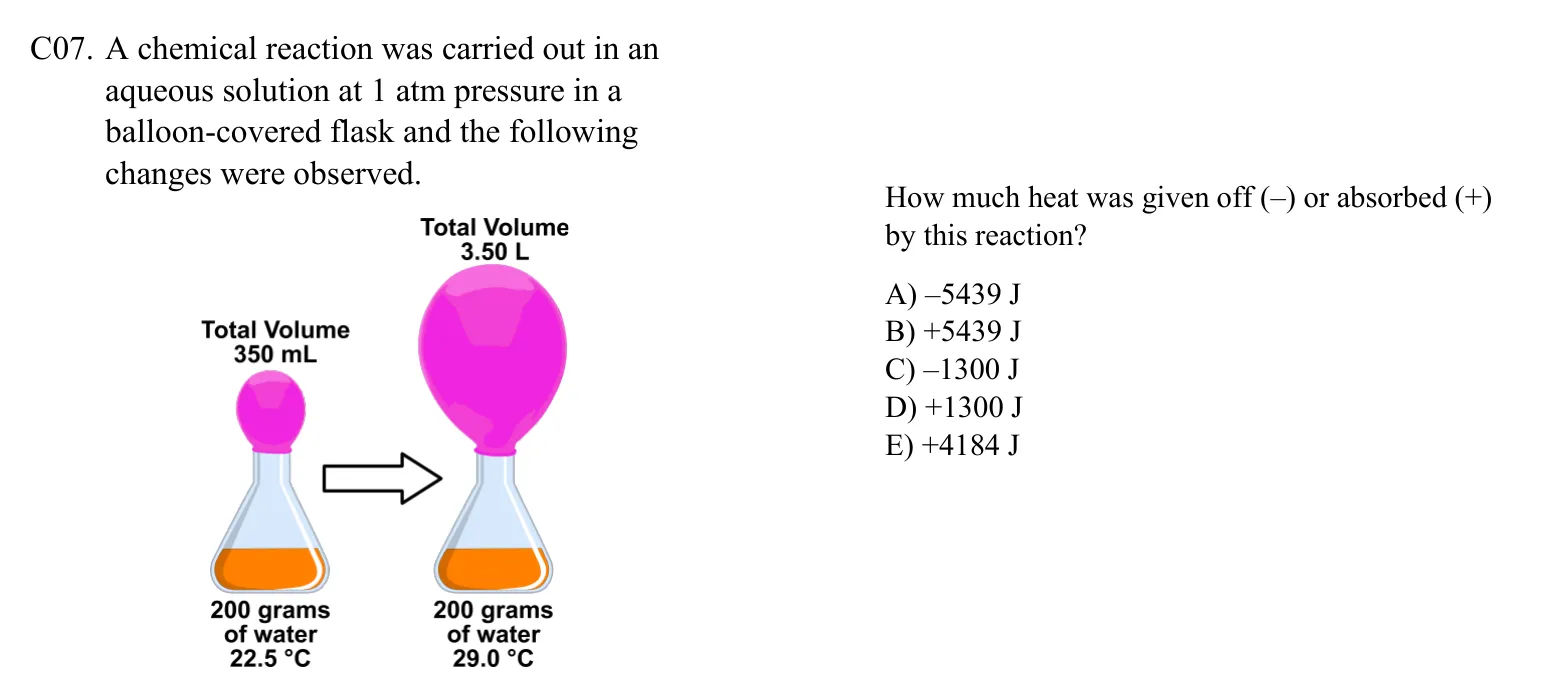 C07. A chemical reaction was carried out in an
aqueous solution at 1 atm pressure in a
balloon-covered flask and the following
changes were observed.
Total Volume
350 mL
Total Volume
3.50 L
200 grams
of water
22.5 °C
200 grams
of water
29.0 °C
How much heat was given off (–) or absorbed (+)
by this reaction?
A) –5439 J
B) +5439 J
C) –1300 J
D) +1300 J
E) +4184 J